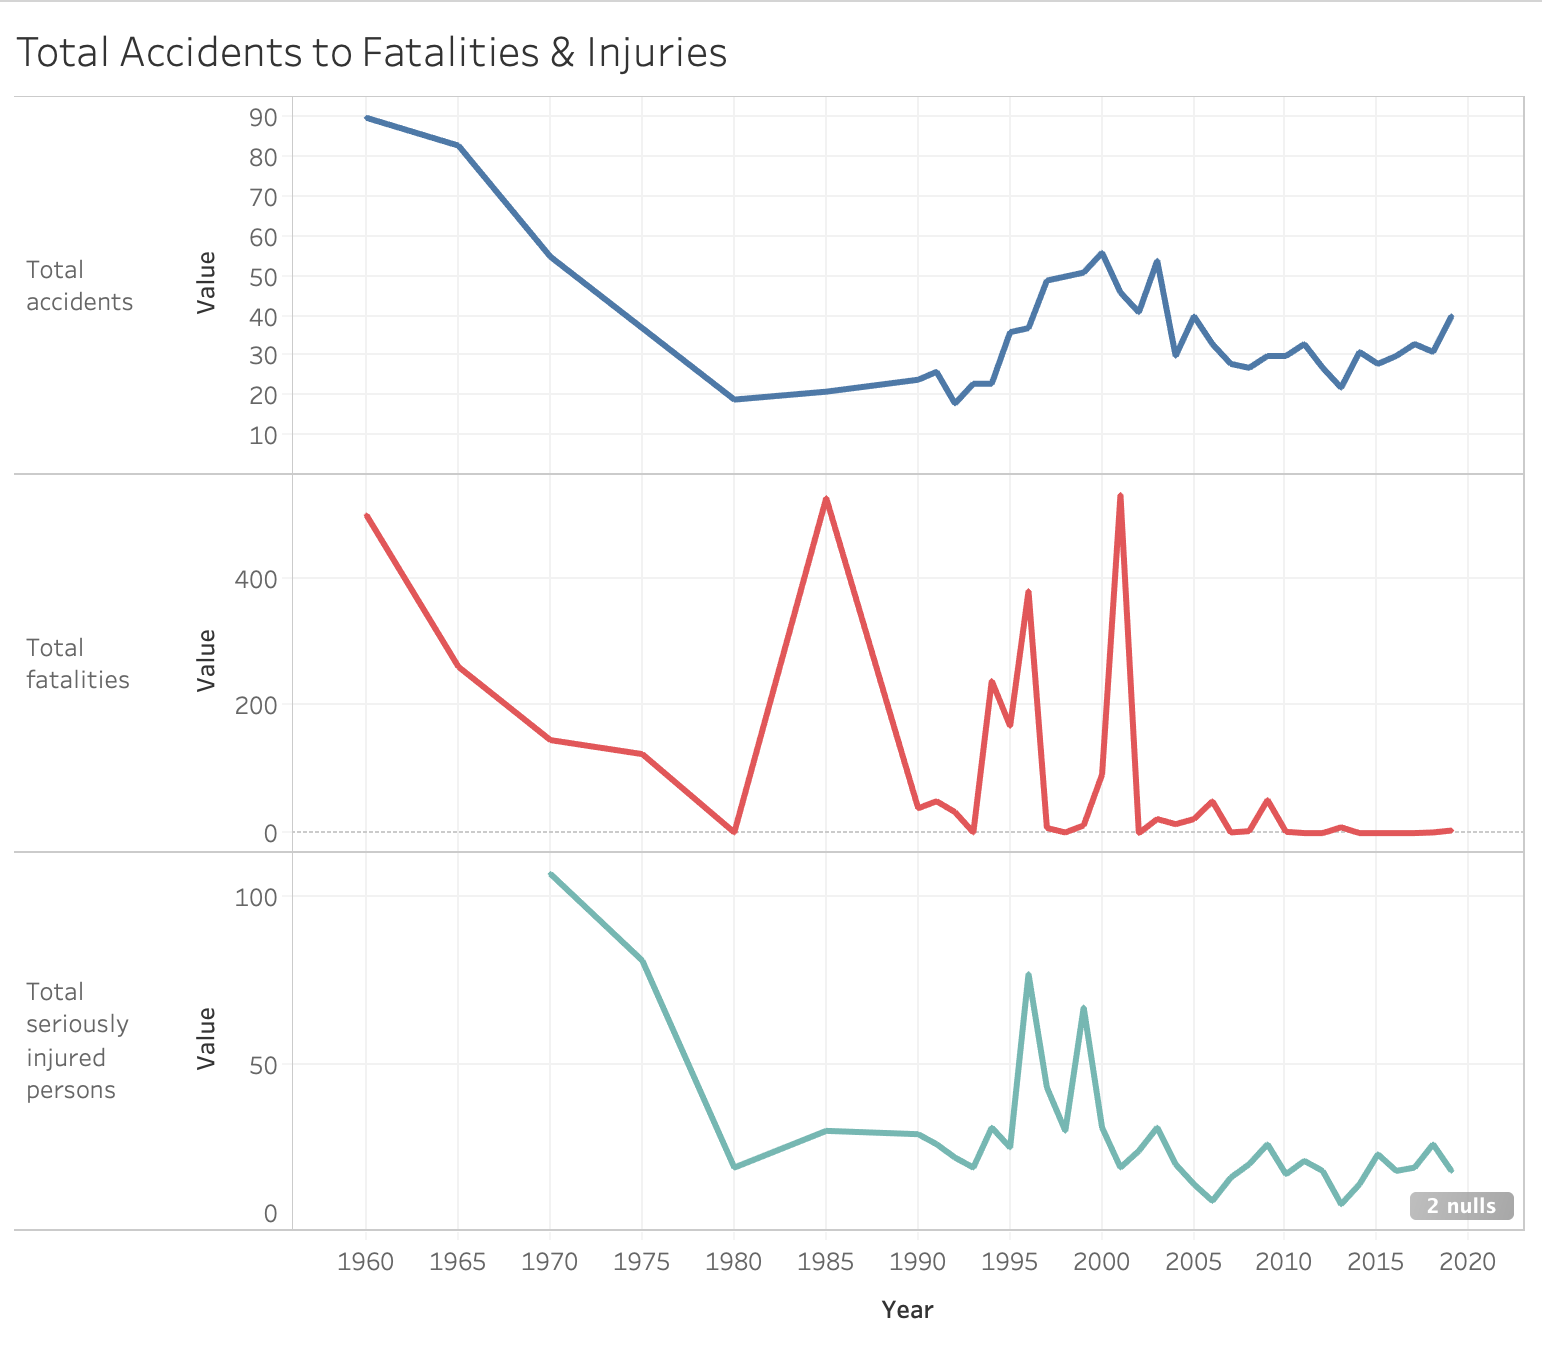 Total Accidents to Fatalities & Injuries
90
80
70
60
50
40
30
20
10
Value
Total
accidents
400
200
0
Value
Total
fatalities
100
50
0
Value
Total
seriously
injured
persons
2 nulls
1960 1965 1970 1975 1980 1985 1990 1995 2000 2005 2010 2015 2020
Year